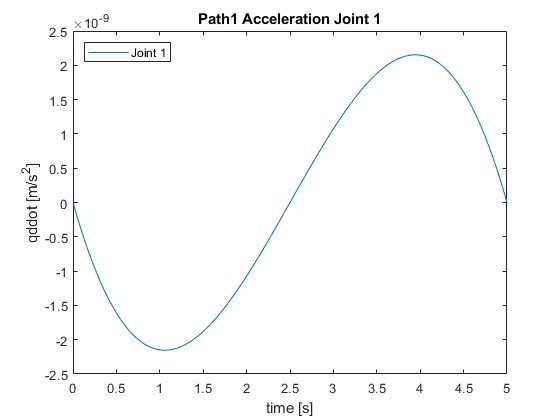 Path1 Acceleration Joint 1
×10⁻⁹
2.5
2
1.5
1
0.5
0
-0.5
-1
-1.5
-2
-2.5
qddot [m/s²]
Joint 1
0 0.5 1 1.5 2 2.5 3 3.5 4 4.5 5
time [s]